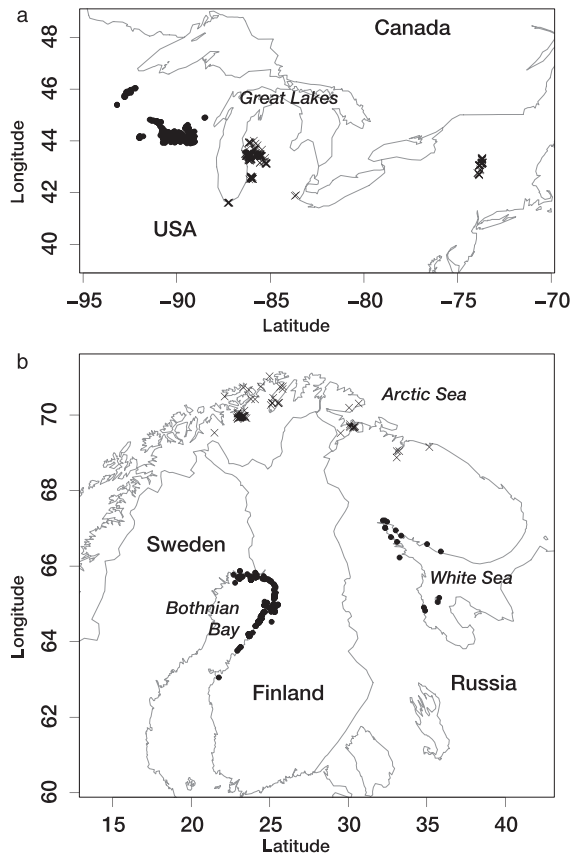 a
48
46
44
42
40
Longitude
Canada
Great Lakes
USA
−95 −90 −85 −80 −75 −70
Latitude
b
70
68
66
64
62
60
Longitude
Arctic Sea
Sweden
White Sea
Bothnian
Bay
Finland
Russia
15 20 25 30 35 40
Latitude